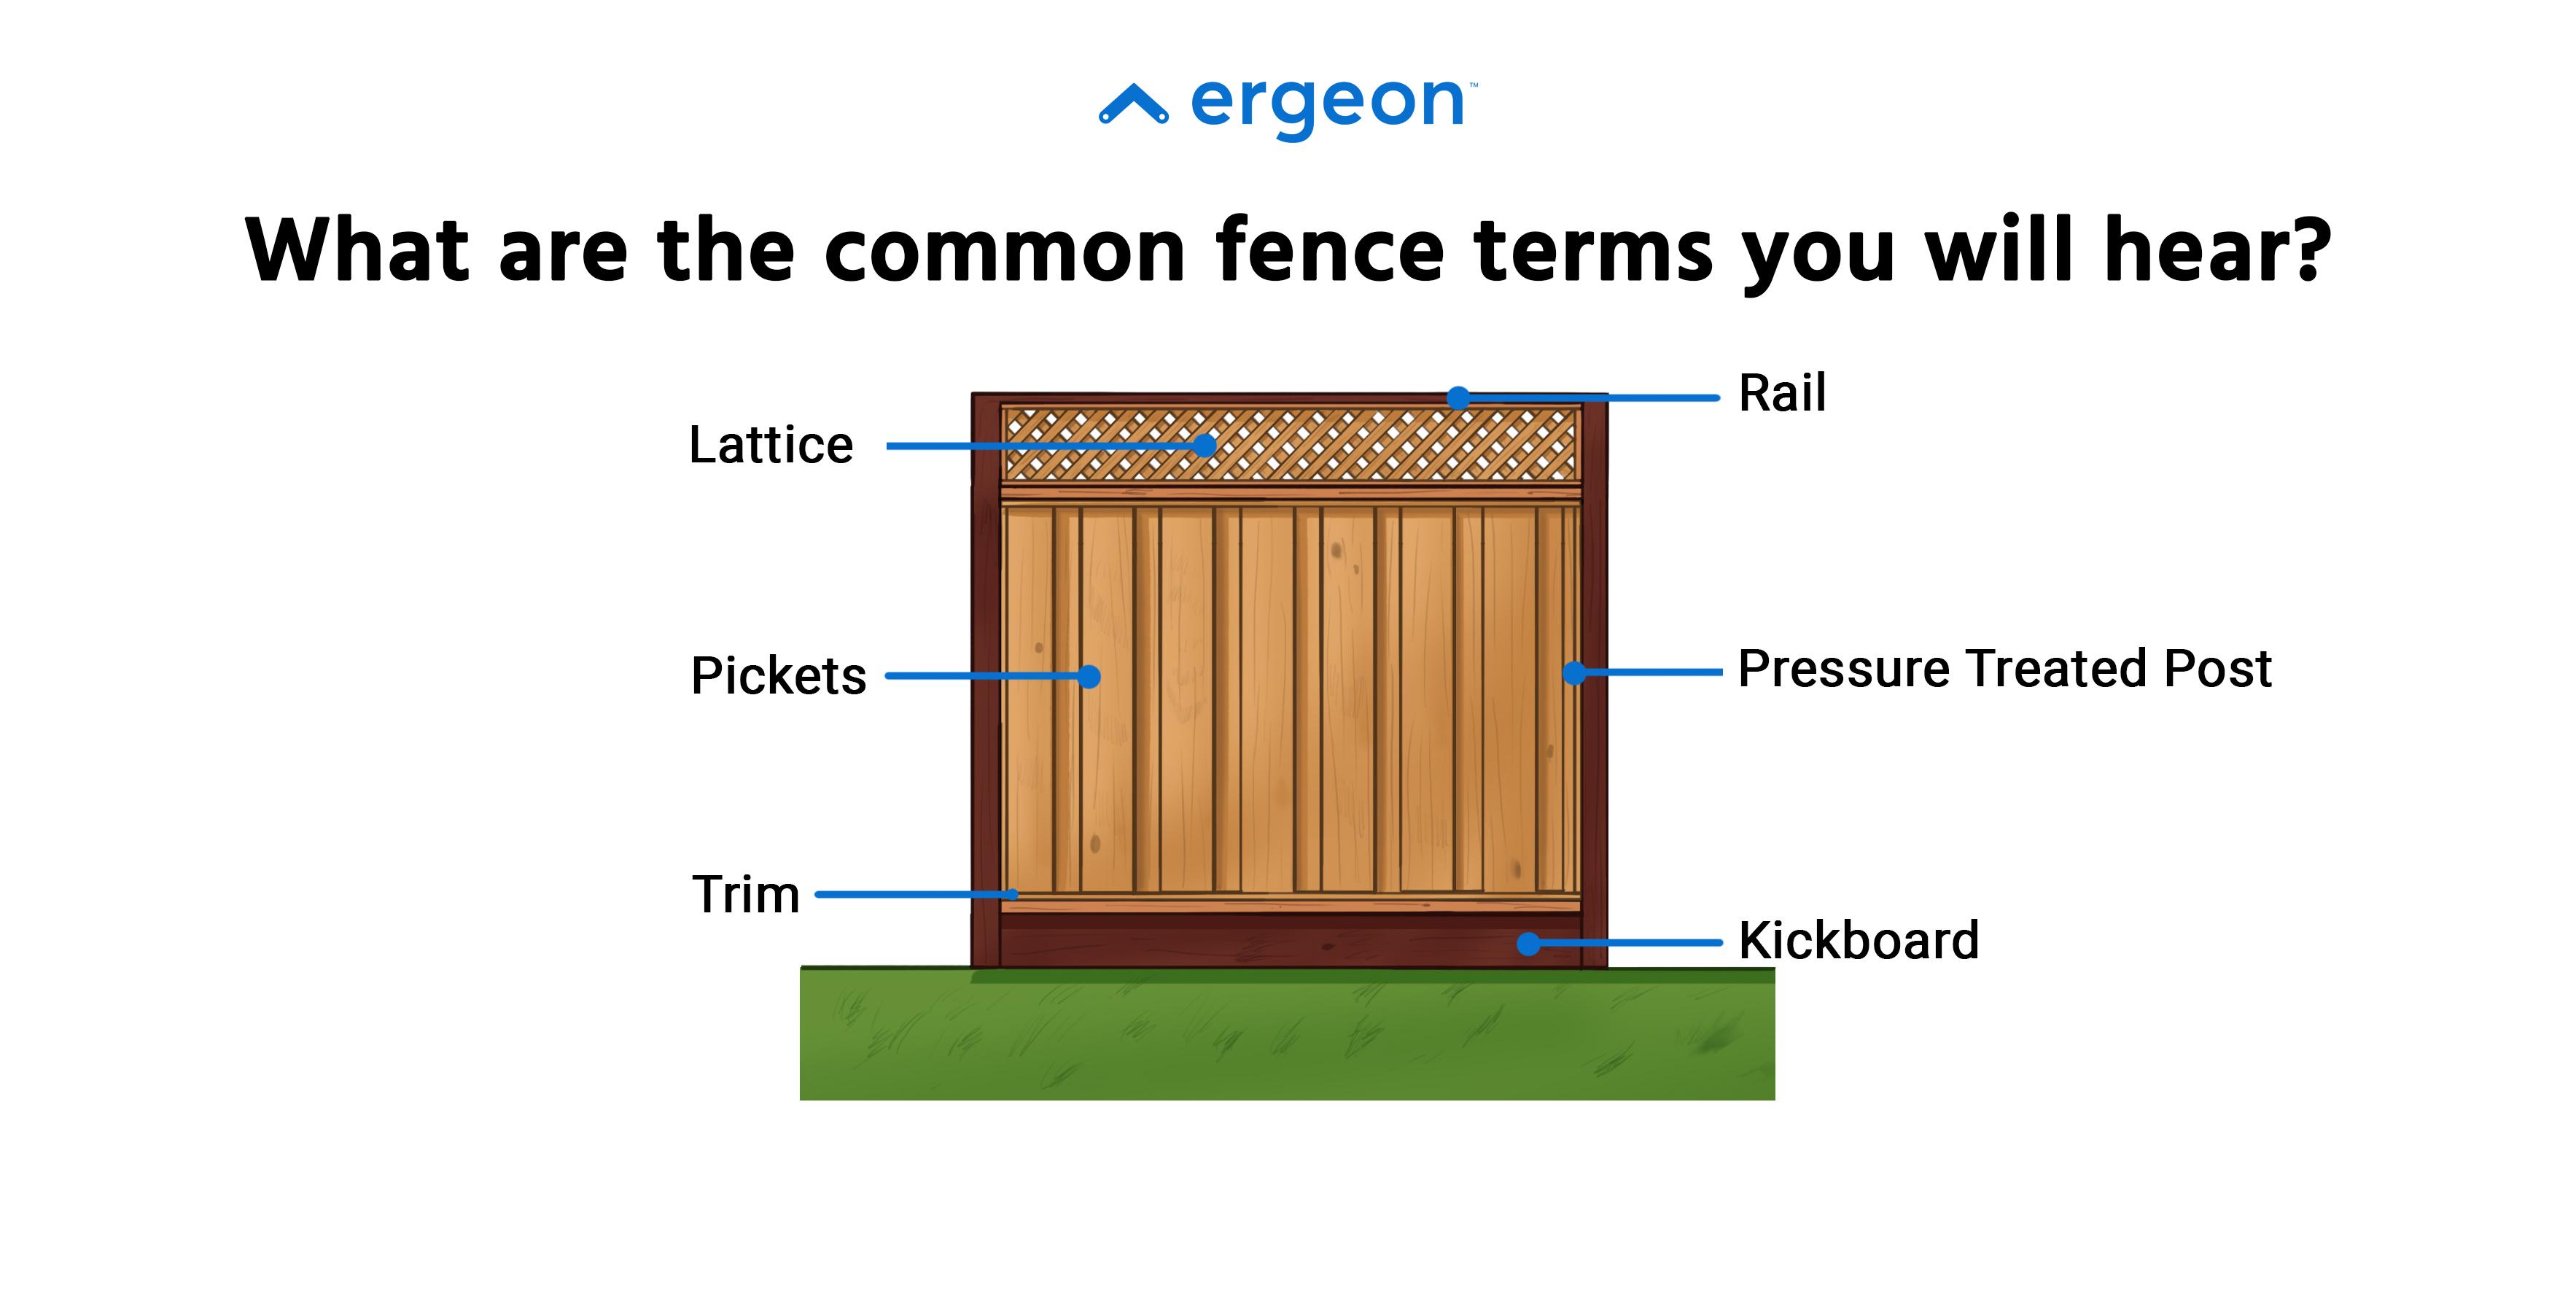 ergeon™
What are the common fence terms you will hear?
Rail
Lattice
Pickets
Pressure Treated Post
Trim
Kickboard